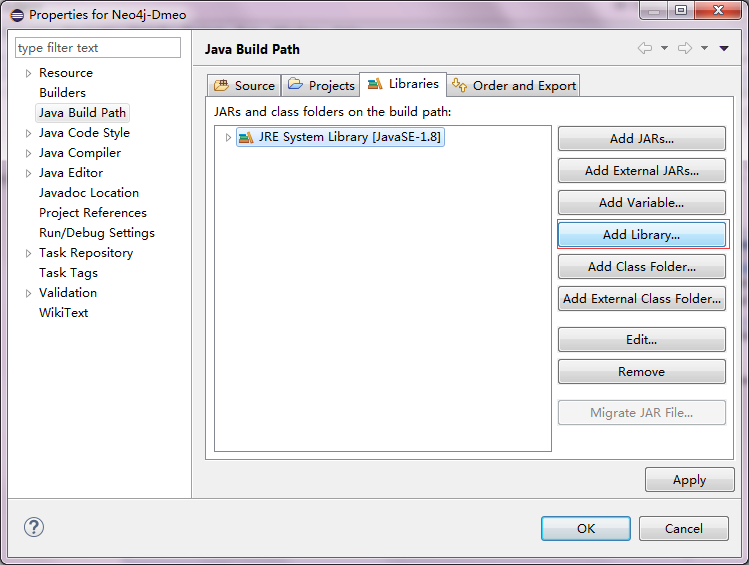 Properties for Neo4j-Dmeo
type filter text
Resource
Builders
Java Build Path
Java Code Style
Java Compiler
Java Editor
Javadoc Location
Project References
Run/Debug Settings
Task Repository
Task Tags
Validation
WikiText
Java Build Path
Source Projects Libraries Order and Export
JARs and class folders on the build path:
JRE System Library [JavaSE-1.8]
Add JARs...
Add External JARs...
Add Variable...
Add Library...
Add Class Folder...
Add External Class Folder...
Edit...
Remove
Migrate JAR File...
Apply
OK Cancel